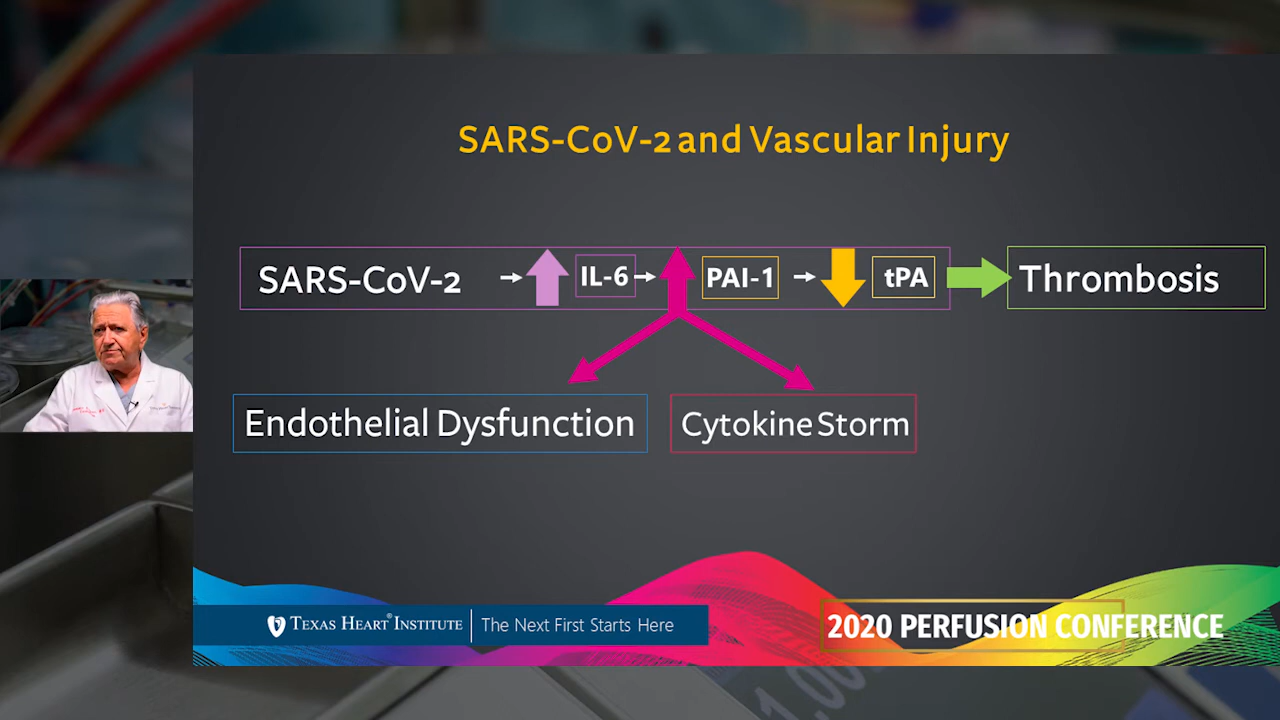 SARS-CoV-2 and Vascular Injury
SARS-CoV-2 IL-6 PAI-1 tPA Thrombosis
Endothelial Dysfunction Cytokine Storm
TEXAS HEART® INSTITUTE The Next First Starts Here
2020 PERFUSION CONFERENCE